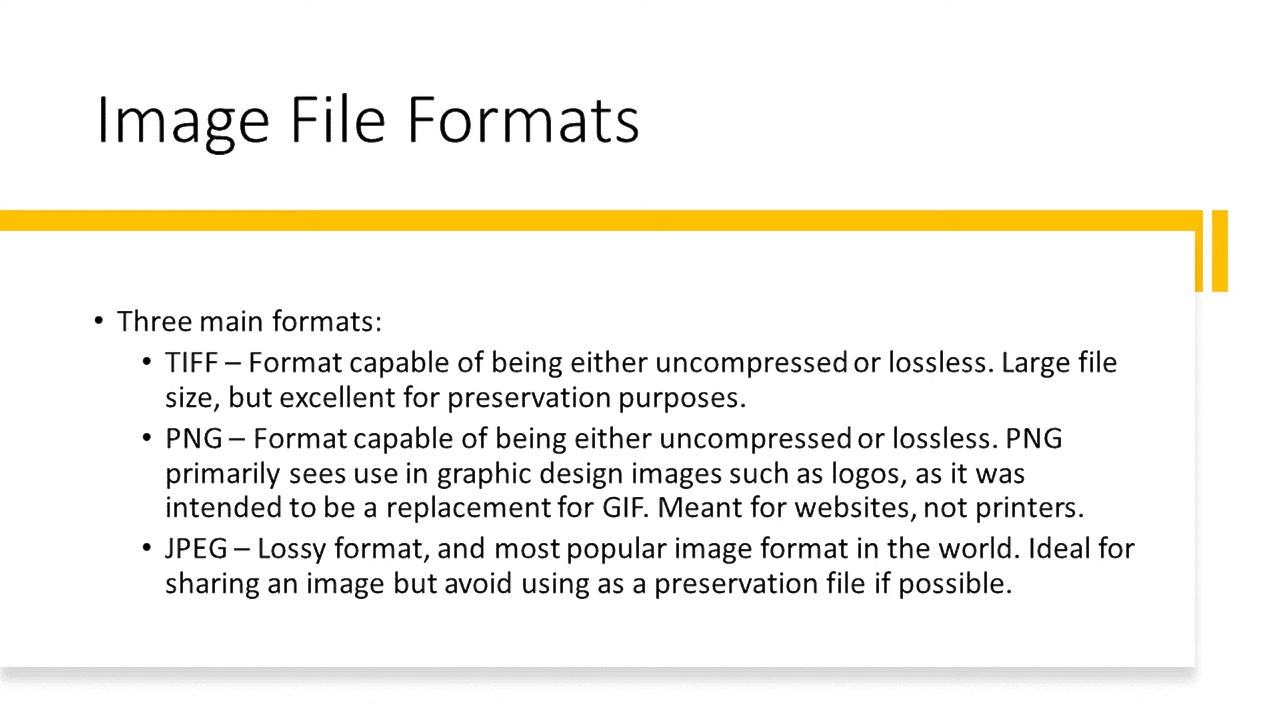 Image File Formats
• Three main formats:
• TIFF – Format capable of being either uncompressed or lossless. Large file
size, but excellent for preservation purposes.
• PNG – Format capable of being either uncompressed or lossless. PNG
primarily sees use in graphic design images such as logos, as it was
intended to be a replacement for GIF. Meant for websites, not printers.
• JPEG – Lossy format, and most popular image format in the world. Ideal for
sharing an image but avoid using as a preservation file if possible.